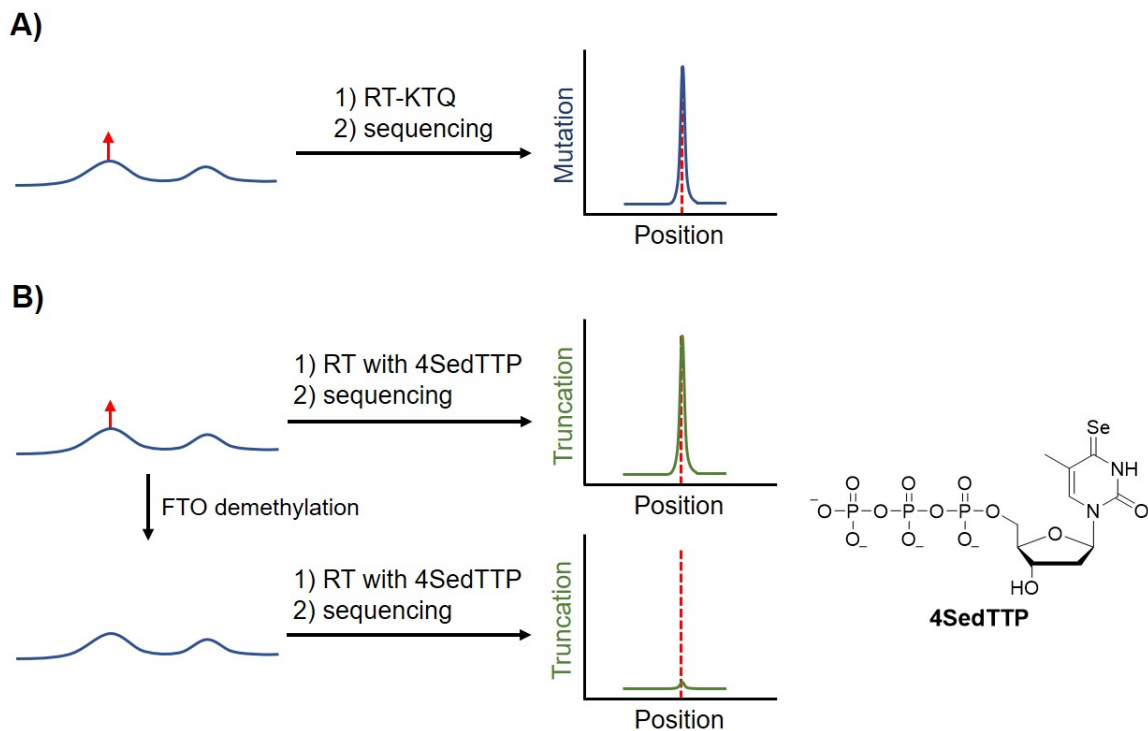 A)
1) RT-KTQ
2) sequencing
Mutation
Position
B)
1) RT with 4SedTTP
2) sequencing
Truncation
Position
FTO demethylation
1) RT with 4SedTTP
2) sequencing
Truncation
Position
Se
NH
N
O
O
O
O
−O
P
O
P
O
P
O
O
O−
O−
O−
HO
4SedTTP